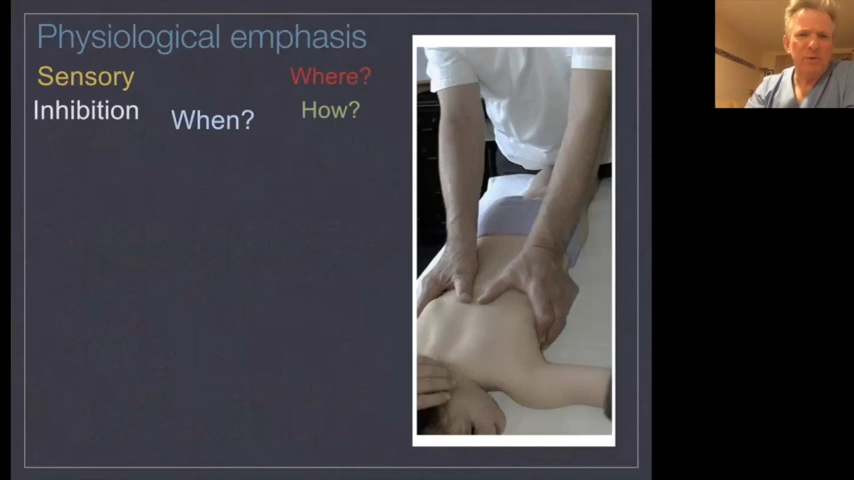 Physiological emphasis
Sensory
Where?
Inhibition
When?
How?